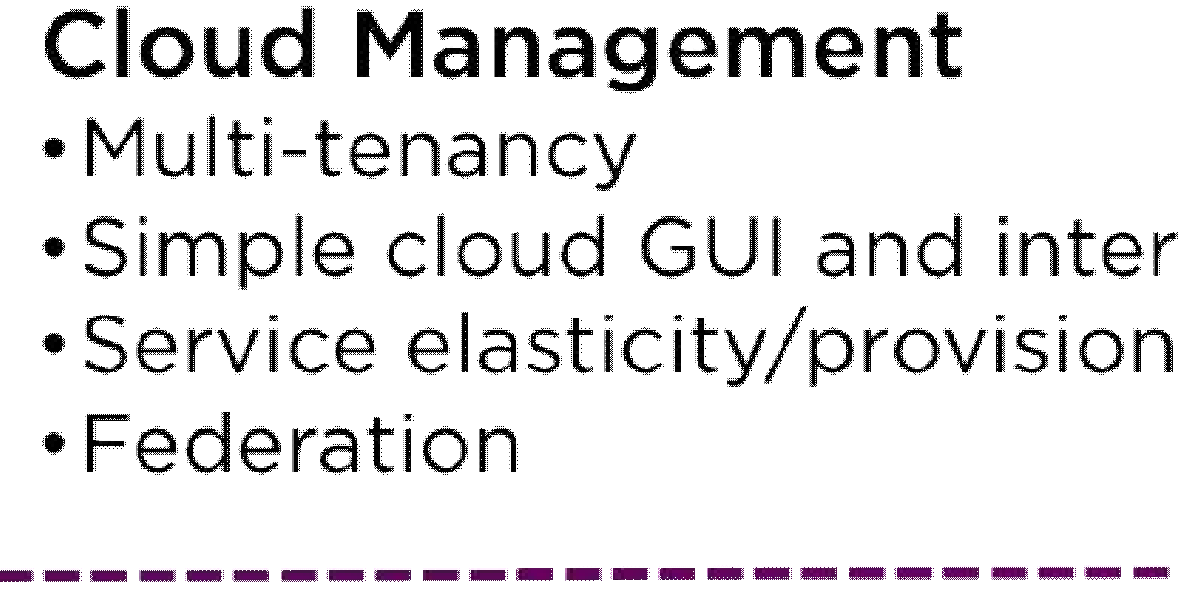 Cloud Management
•Multi-tenancy
•Simple cloud GUI and inter
•Service elasticity/provision
•Federation